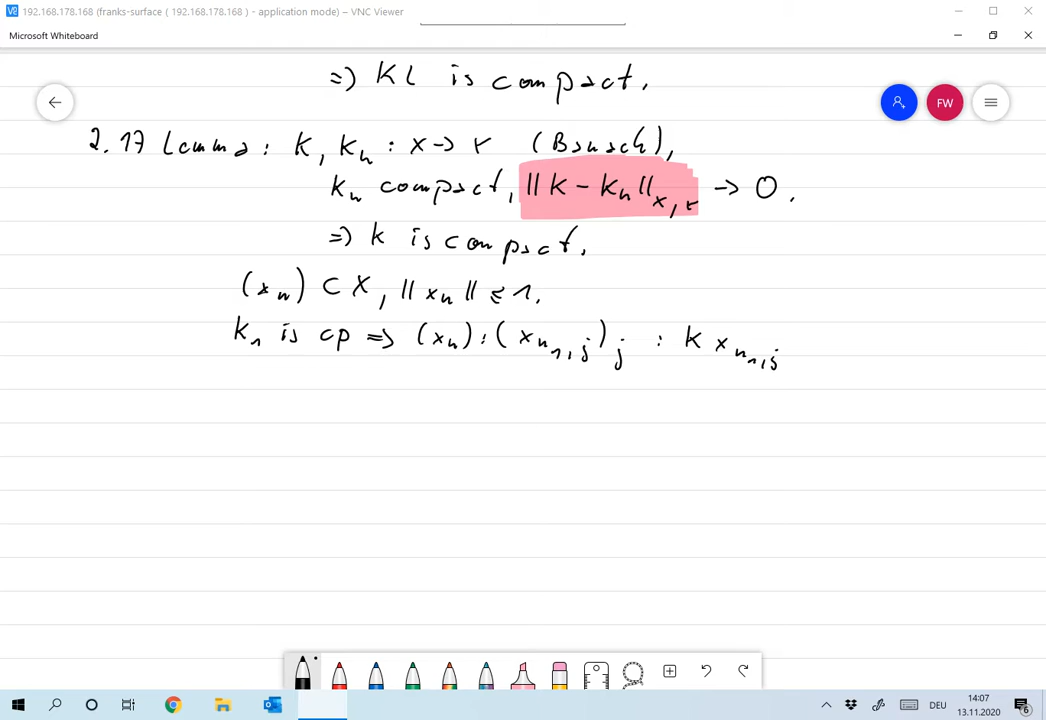 192.168.178.168 (franks-surface ( 192.168.178.168 ) - application mode) – VNC Viewer
Microsoft Whiteboard
=> KL is compact.
FW
2.17 Lemma: K, Kn : X -> Y (Banach),
Kn compact, ||K - Kn||X,Y -> 0.
=> K is compact.
(xn) ⊂ X, ||xn|| ≤ 1.
K1 is cp => (xn) : (xn1,j)j : K xn1,j
DEU
14:07
13.11.2020
6